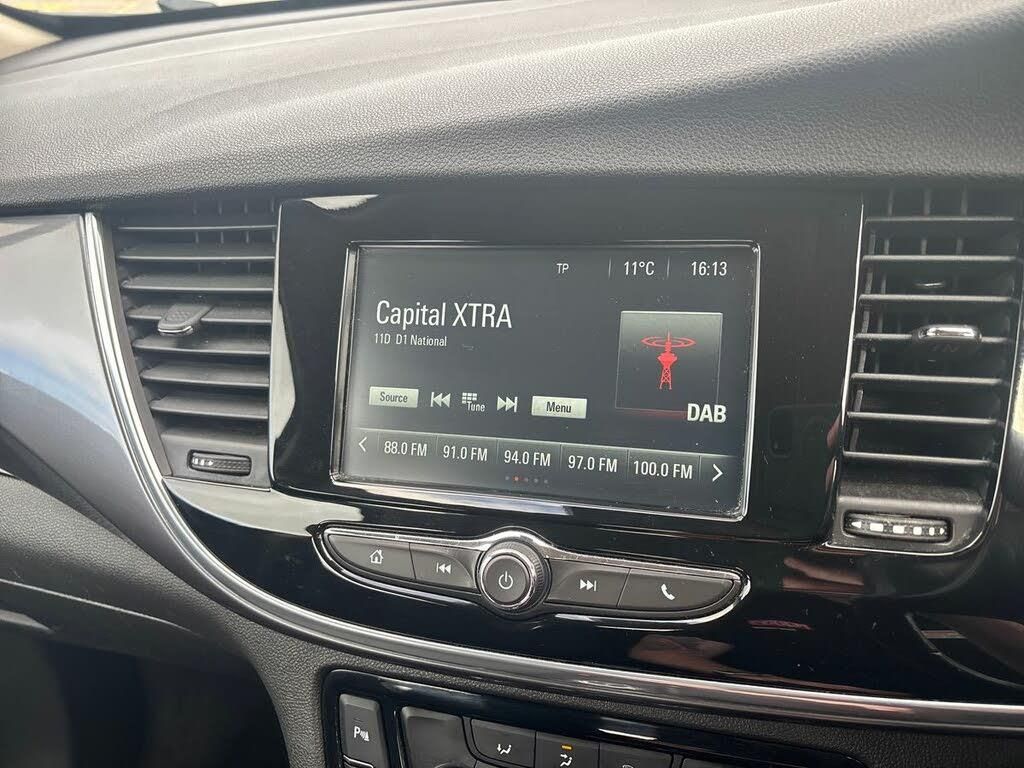 TP 11°C 16:13
Capital XTRA
11D D1 National
DAB
Source Tune Menu
88.0 FM 91.0 FM 94.0 FM 97.0 FM 100.0 FM
P